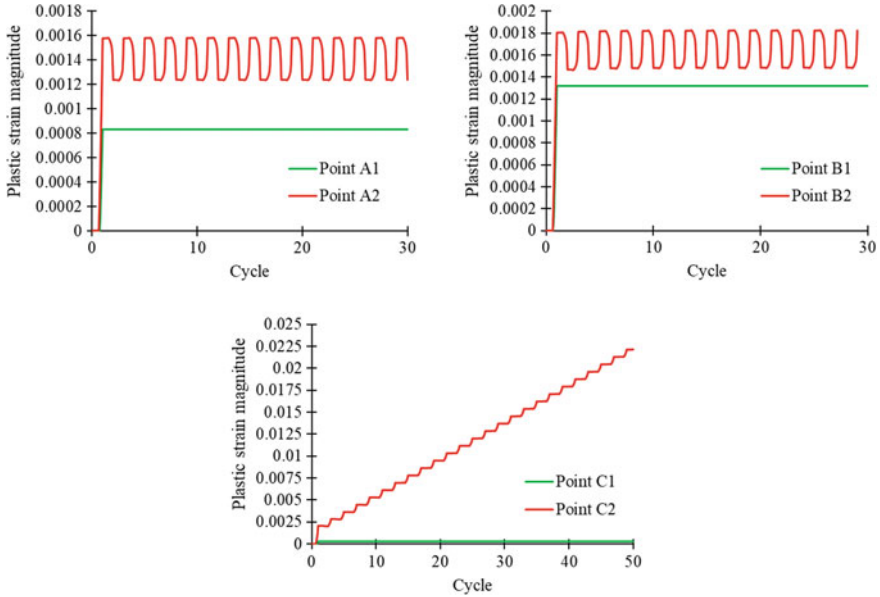 Plastic strain magnitude
0.0018
0.0016
0.0014
0.0012
0.001
0.0008
0.0006
0.0004
0.0002
0
0 10 20 30
Cycle
Point A1
Point A2
Plastic strain magnitude
0.002
0.0018
0.0016
0.0014
0.0012
0.001
0.0008
0.0006
0.0004
0.0002
0
0 10 20 30
Cycle
Point B1
Point B2
Plastic strain magnitude
0.025
0.0225
0.02
0.0175
0.015
0.0125
0.01
0.0075
0.005
0.0025
0
0 10 20 30 40 50
Cycle
Point C1
Point C2